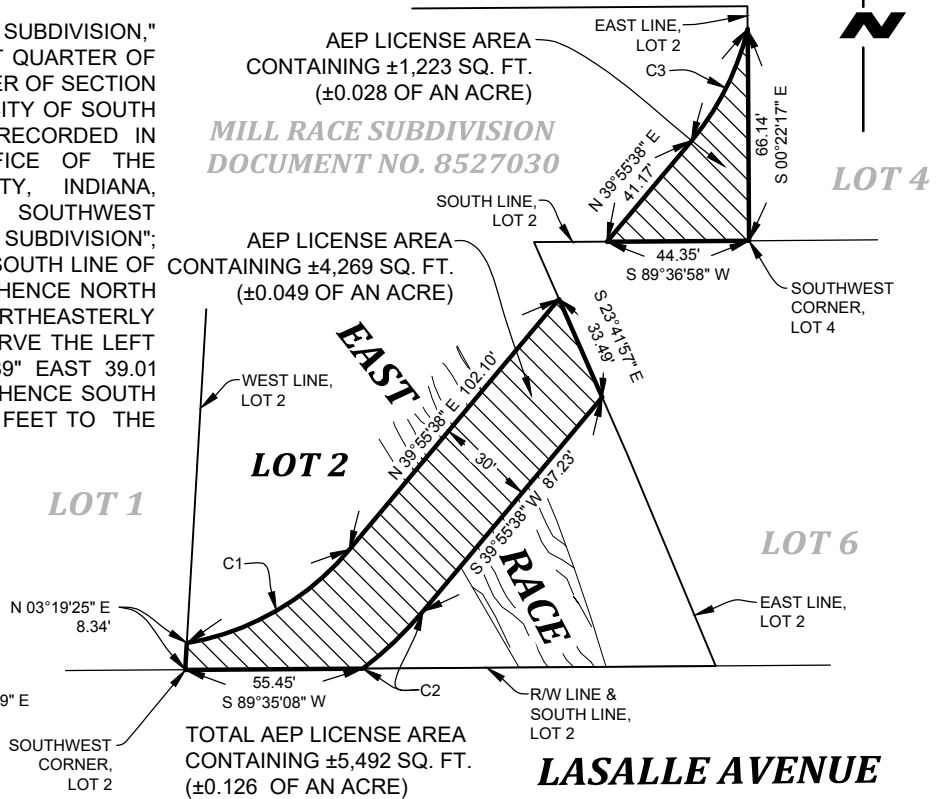 SUBDIVISION,"
T QUARTER OF
ER OF SECTION
CITY OF SOUTH
RECORDED IN
FICE OF THE
TY, INDIANA,
SOUTHWEST
SUBDIVISION";
SOUTH LINE OF
HENCE NORTH
RTHEASTERLY
RVE THE LEFT
39" EAST 39.01
HENCE SOUTH
FEET TO THE
AEP LICENSE AREA
CONTAINING ±1,223 SQ. FT.
(±0.028 OF AN ACRE)
EAST LINE,
LOT 2
C3
N
MILL RACE SUBDIVISION
DOCUMENT NO. 8527030
N 39°55'38" E
41.17'
66.14'
S 00°22'17" E
LOT 4
SOUTH LINE,
LOT 2
44.35'
S 89°36'58" W
SOUTHWEST
CORNER,
LOT 4
AEP LICENSE AREA
CONTAINING ±4,269 SQ. FT.
(±0.049 OF AN ACRE)
S 23°41'57" E
33.49'
WEST LINE,
LOT 2
EAST
N 39°55'38" E 102.10'
LOT 2
30'
S 39°55'38" W 87.23'
LOT 1
RACE
LOT 6
C1
N 03°19'25" E
8.34'
EAST LINE,
LOT 2
55.45'
S 89°35'08" W
C2
R/W LINE &
SOUTH LINE,
LOT 2
9" E
SOUTHWEST
CORNER,
LOT 2
TOTAL AEP LICENSE AREA
CONTAINING ±5,492 SQ. FT.
(±0.126 OF AN ACRE)
LASALLE AVENUE